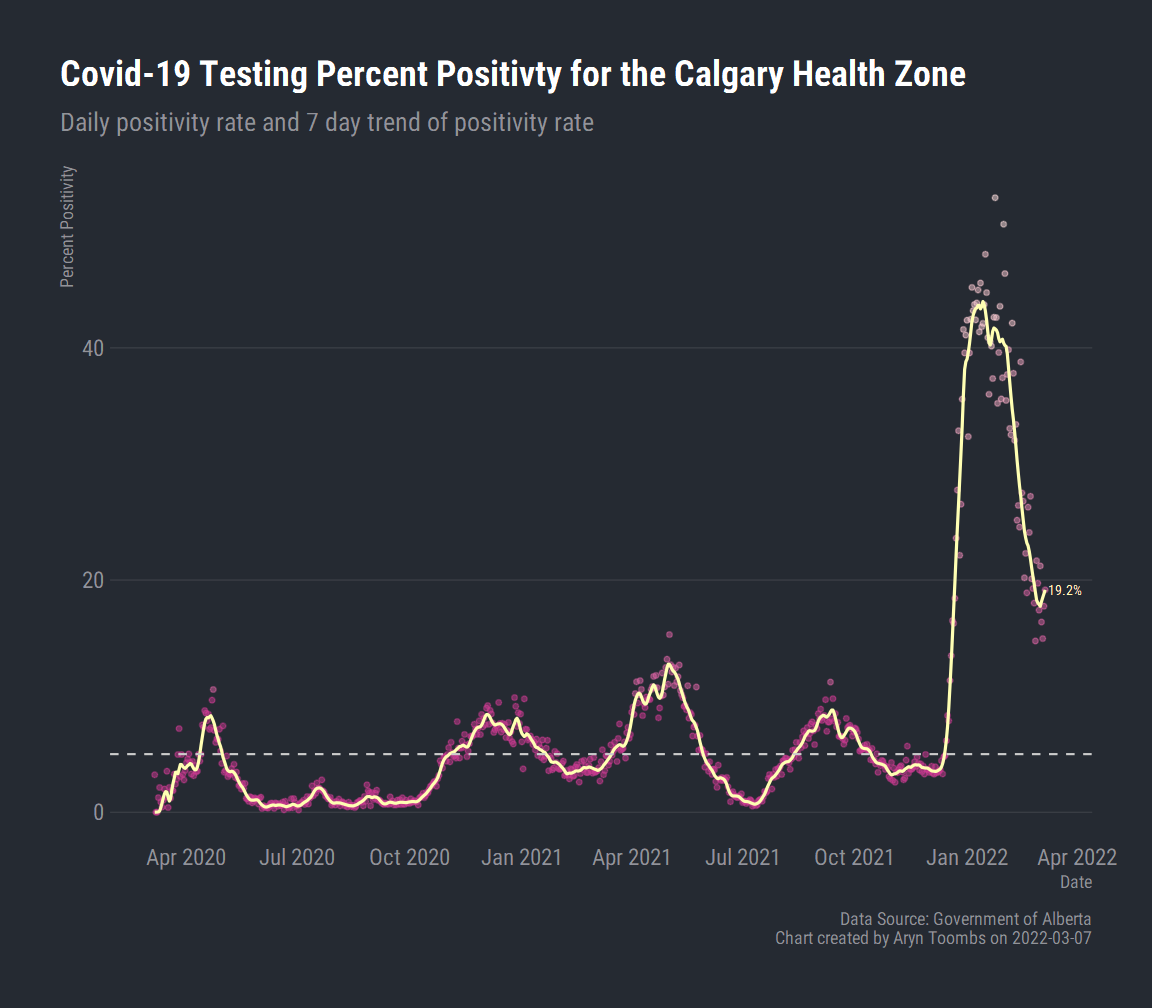 Covid-19 Testing Percent Positivty for the Calgary Health Zone
Daily positivity rate and 7 day trend of positivity rate
Percent Positivity
40
20
0
19.2%
Apr 2020 Jul 2020 Oct 2020 Jan 2021 Apr 2021 Jul 2021 Oct 2021 Jan 2022 Apr 2022
Date
Data Source: Government of Alberta
Chart created by Aryn Toombs on 2022-03-07